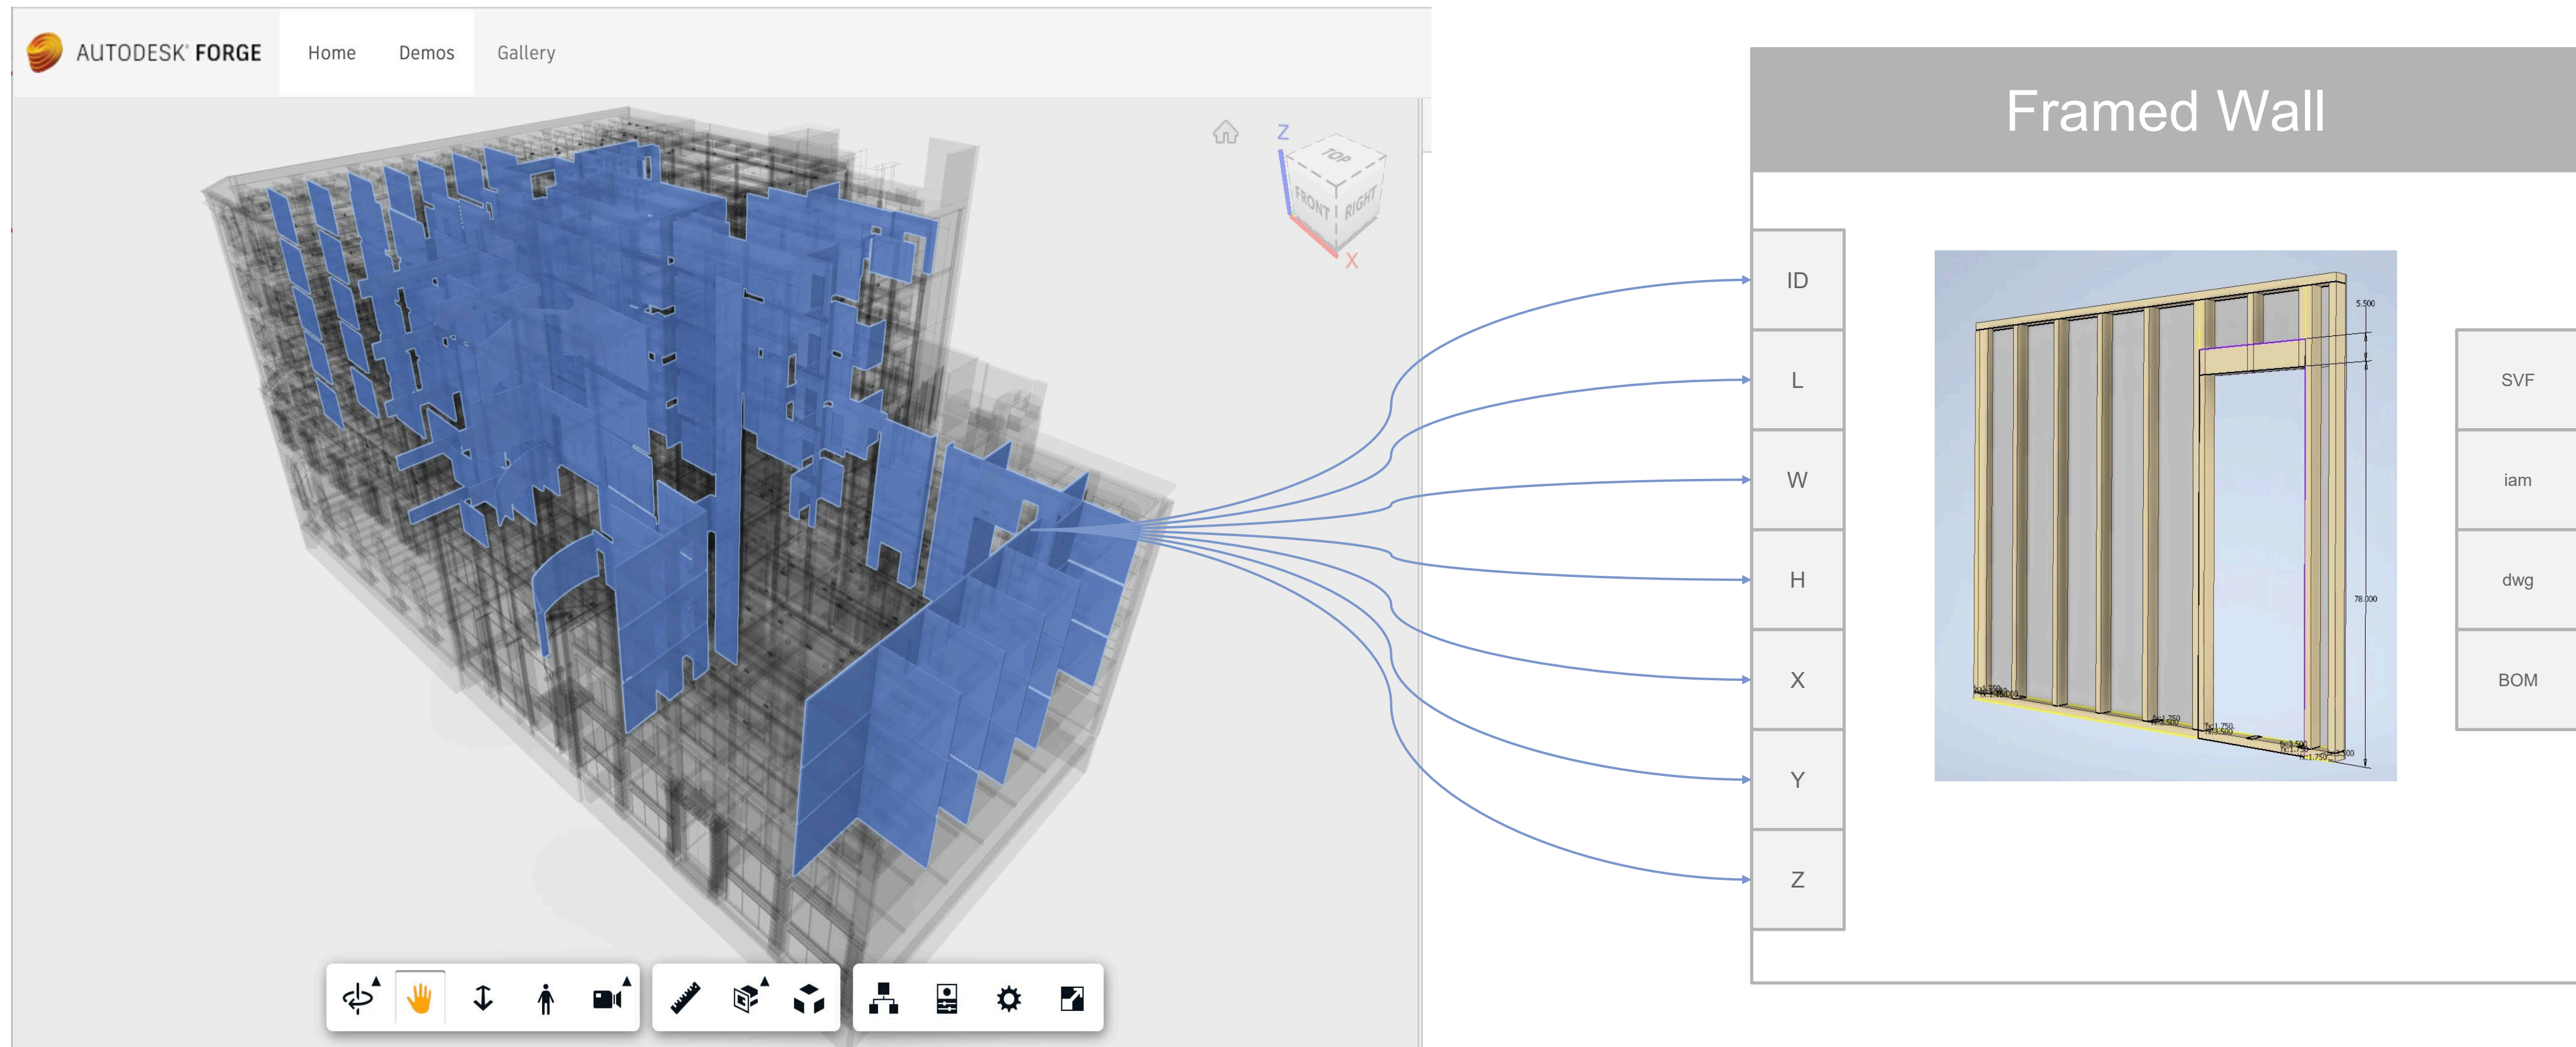 AUTODESK® FORGE
Home
Demos
Gallery
Z
TOP
FRONT
RIGHT
X
Framed Wall
ID
L
W
H
X
Y
Z
5.500
78.000
SVF
iam
dwg
BOM